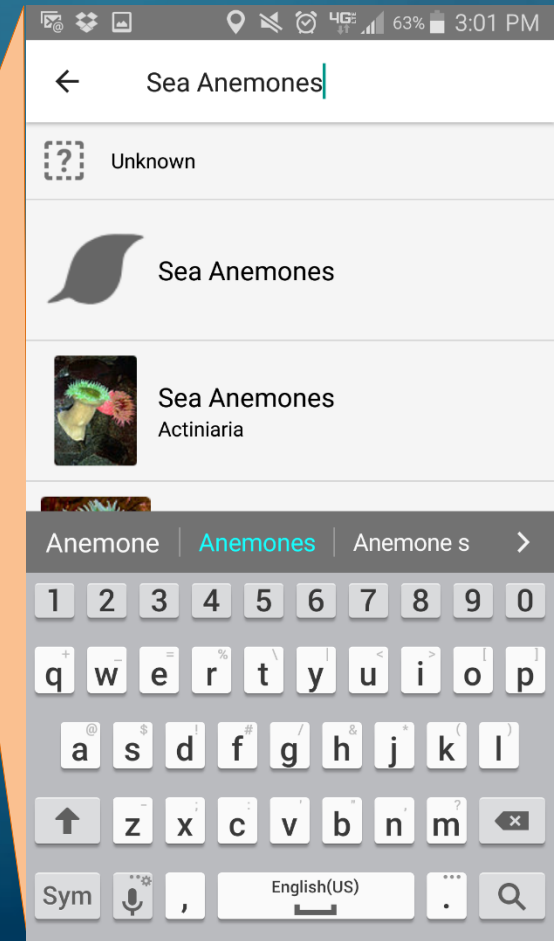 4G 63% 3:01 PM
Sea Anemones
? Unknown
Sea Anemones
Sea Anemones
Actiniaria
Anemone Anemones Anemone s >
1 2 3 4 5 6 7 8 9 0
+ _ = % \ | < > [ ]
q w e r t y u i o p
@ $ ! # / & * ( )
a s d f g h j k l
- ; : ' " , ?
z x c v b n m
Sym , English(US) .